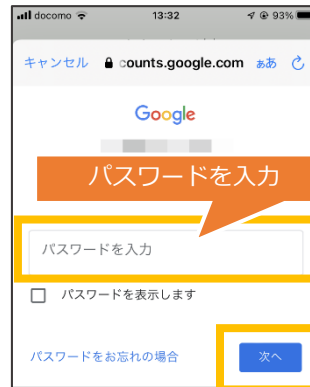 docomo 13:32 93%
キャンセル counts.google.com ぁあ
Google
パスワードを入力
パスワードを入力
パスワードを表示します
パスワードをお忘れの場合 次へ